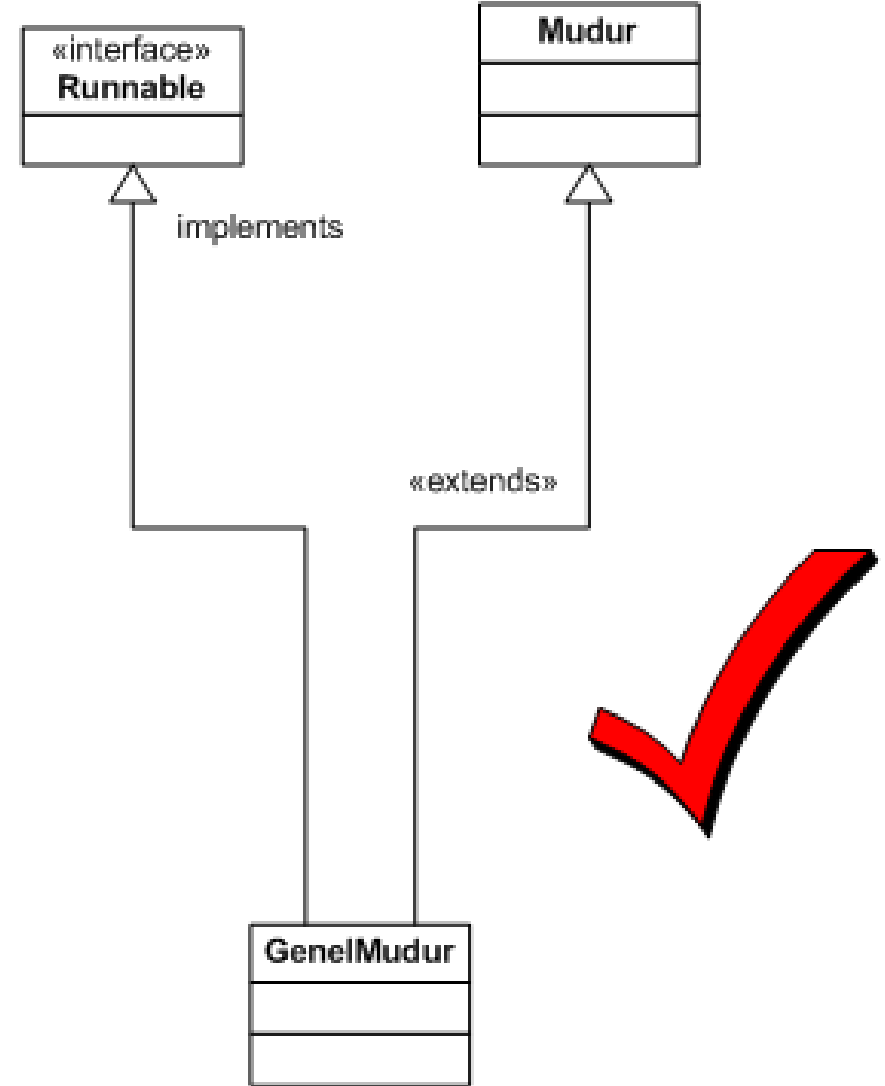 «interface»
Runnable
Mudur
implements
«extends»
GenelMudur